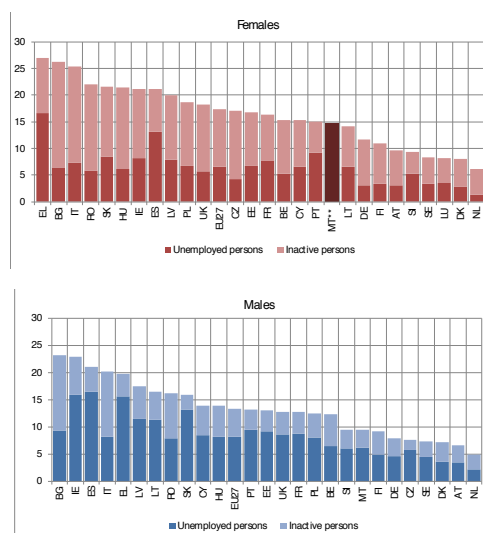 Females
30
25
20
15
10
5
0
EL BG IT RO SK HU IE ES LV PL UK EU27 CZ EE FR BE CY PT MT** LT DE FI AT SI SE LU DK NL
Unemployed persons Inactive persons
Males
30
25
20
15
10
5
0
BG IE ES IT EL LV LT RO SK CY HU EU27 PT EE UK FR PL BE SI MT FI DE CZ SE DK AT NL
Unemployed persons Inactive persons